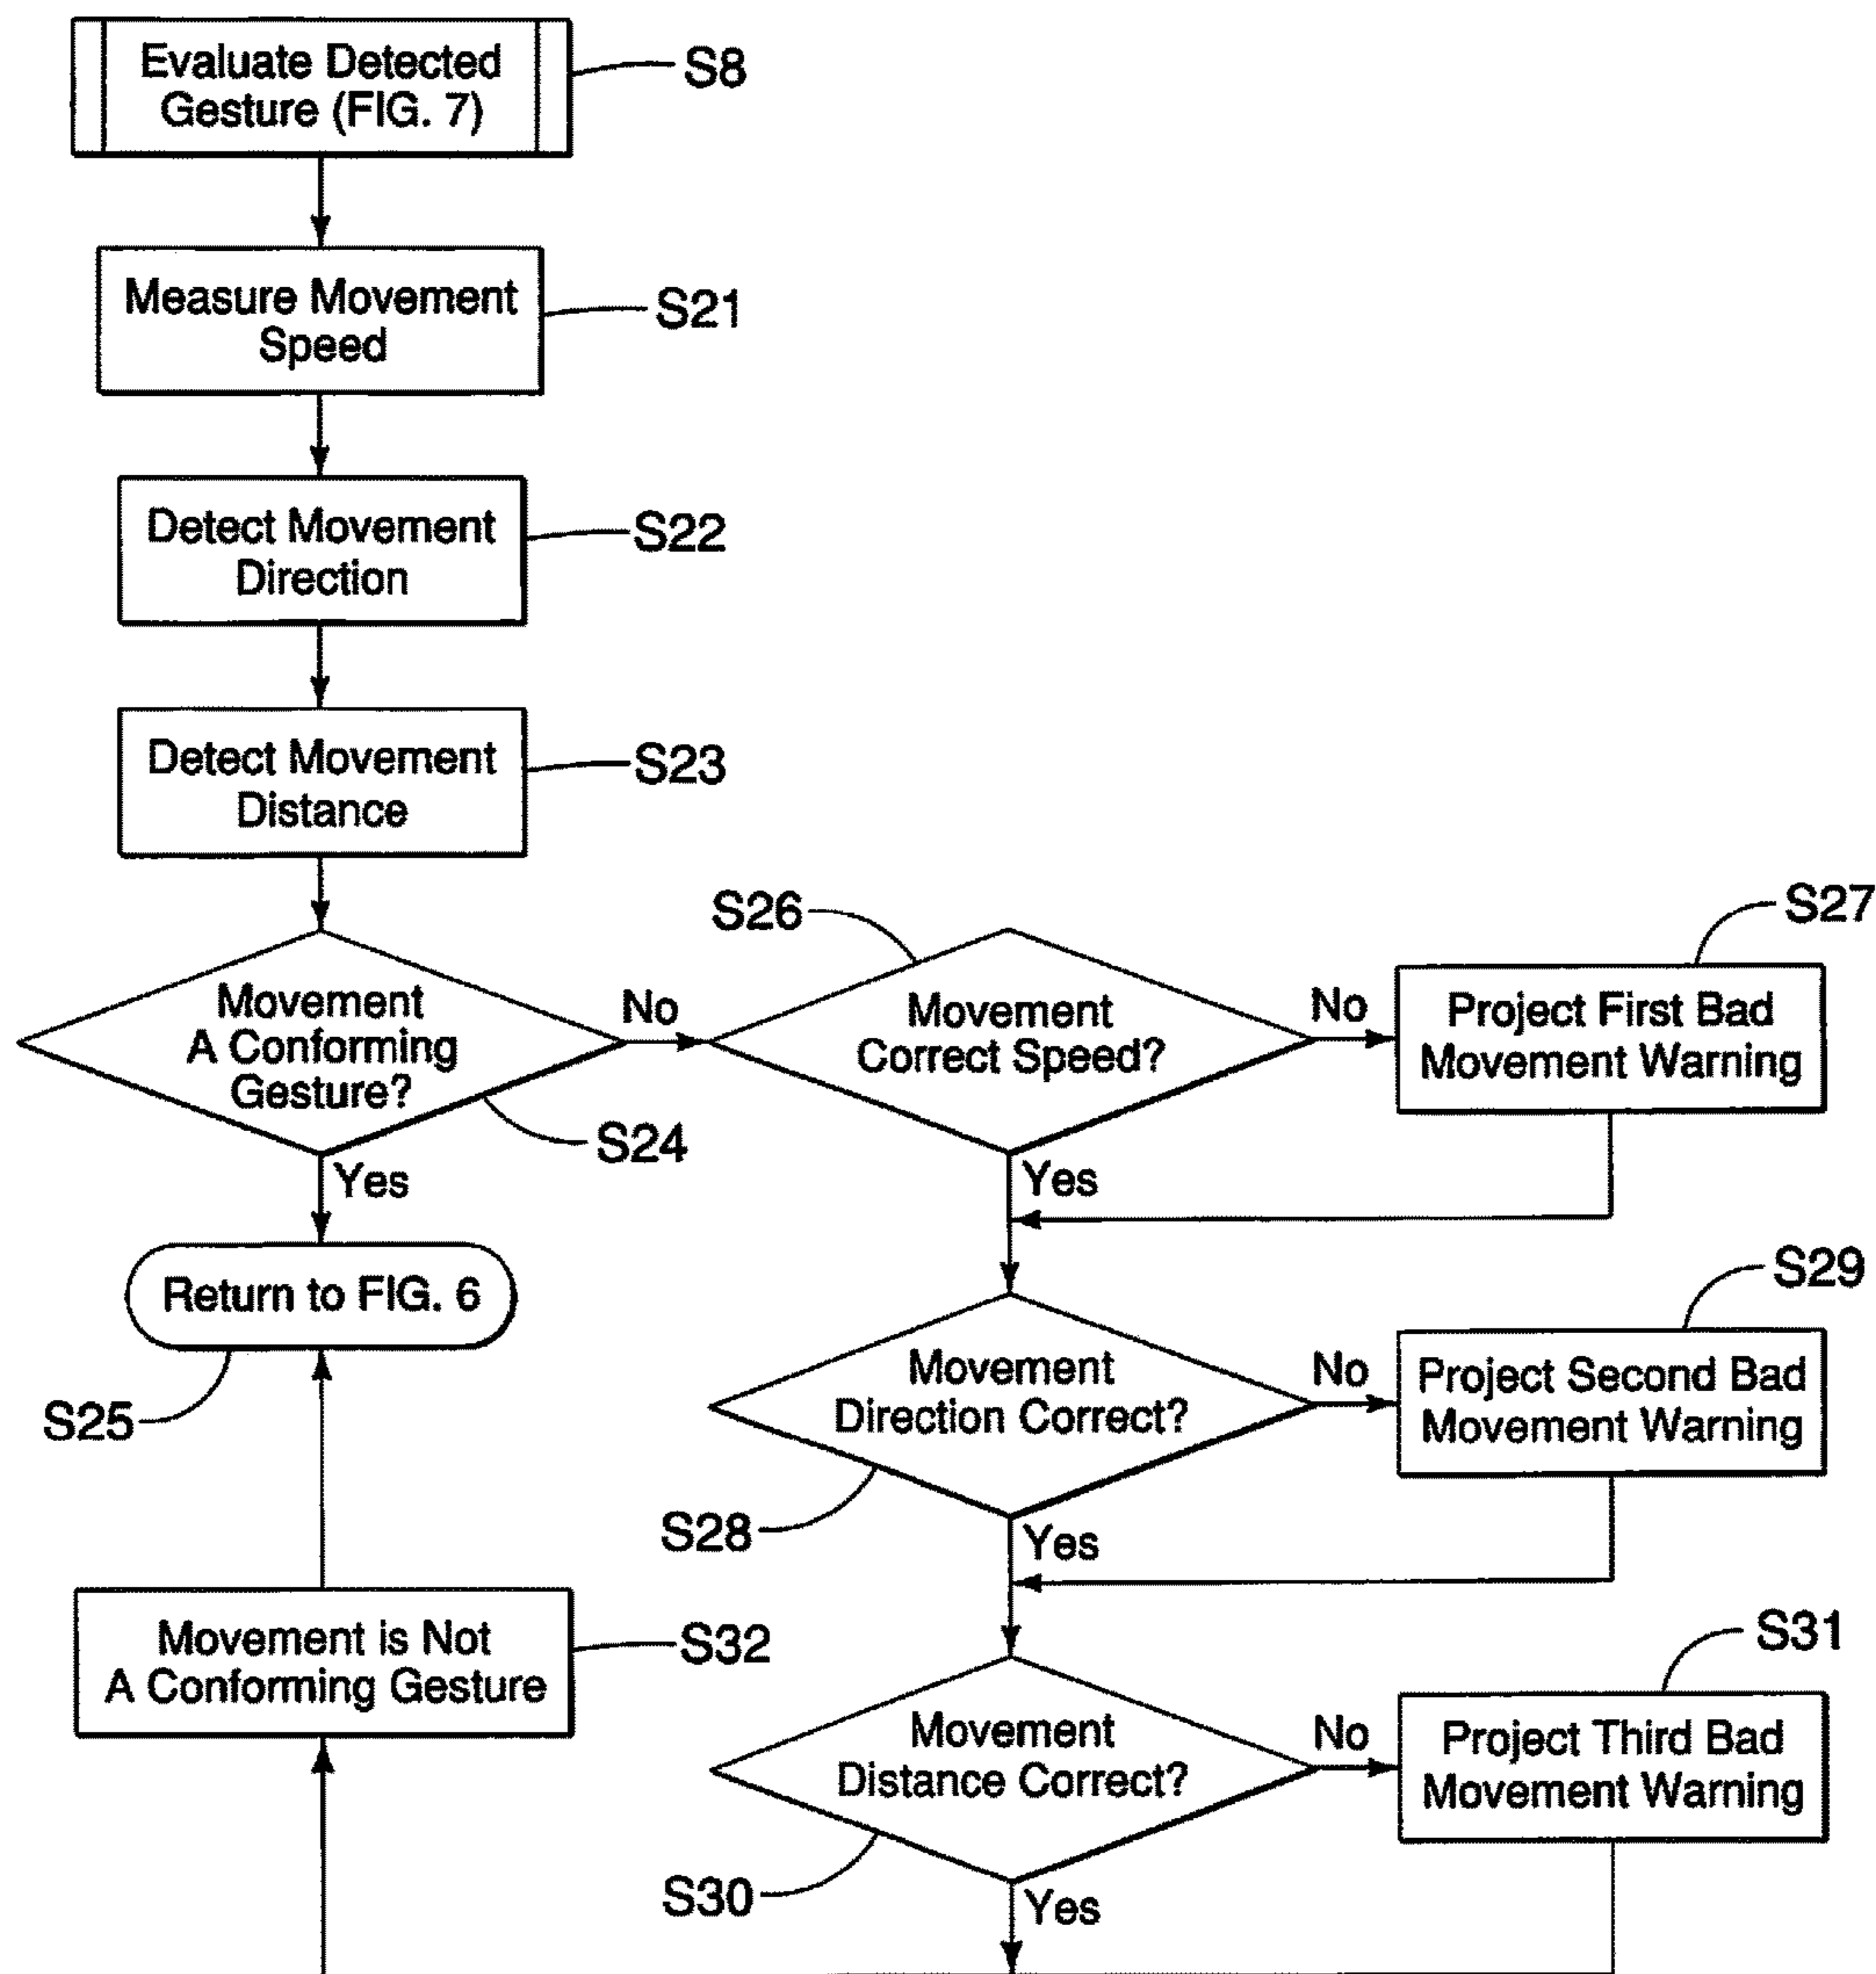 Evaluate Detected
Gesture (FIG. 7)
S8
Measure Movement
Speed
S21
Detect Movement
Direction
S22
Detect Movement
Distance
S23
Movement
A Conforming
Gesture?
S24
No
Yes
S26
Movement
Correct Speed?
No
Yes
S27
Project First Bad
Movement Warning
Return to FIG. 6
S25
Movement
Direction Correct?
S28
No
Yes
S29
Project Second Bad
Movement Warning
Movement is Not
A Conforming Gesture
S32
Movement
Distance Correct?
S30
No
Yes
S31
Project Third Bad
Movement Warning